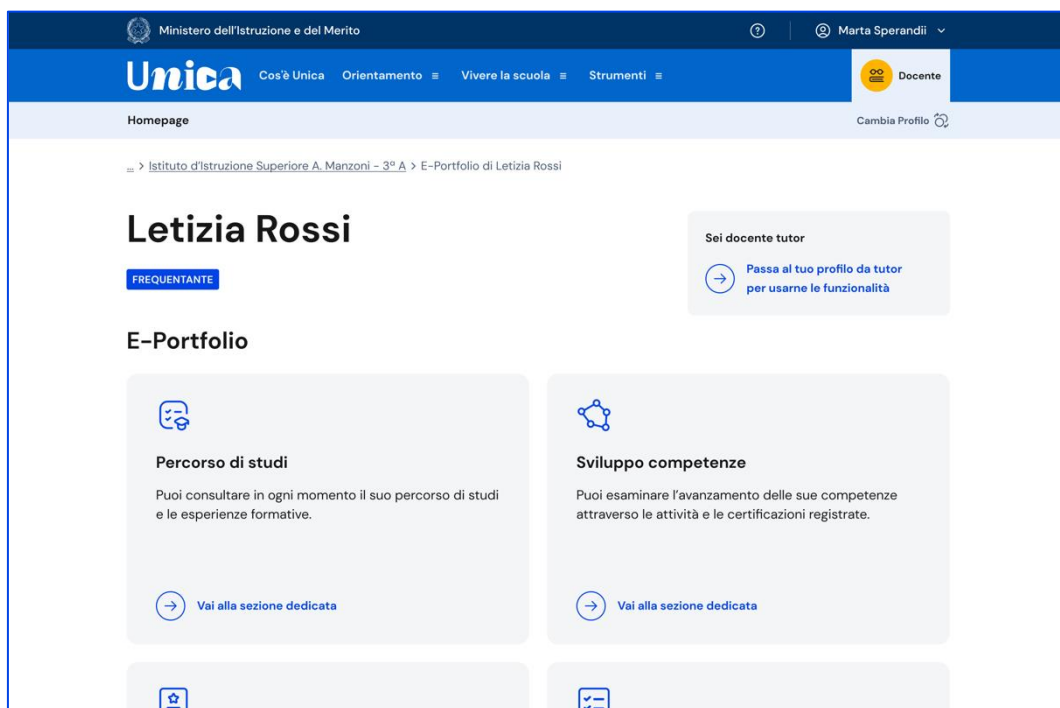 Ministero dell'Istruzione e del Merito
Marta Sperandii
Unica Cos'è Unica Orientamento Vivere la scuola Strumenti Docente
Homepage Cambia Profilo
... > Istituto d'Istruzione Superiore A. Manzoni - 3º A > E-Portfolio di Letizia Rossi
Letizia Rossi
FREQUENTANTE
Sei docente tutor
Passa al tuo profilo da tutor
per usarne le funzionalità
E-Portfolio
Percorso di studi
Puoi consultare in ogni momento il suo percorso di studi
e le esperienze formative.
Vai alla sezione dedicata
Sviluppo competenze
Puoi esaminare l'avanzamento delle sue competenze
attraverso le attività e le certificazioni registrate.
Vai alla sezione dedicata